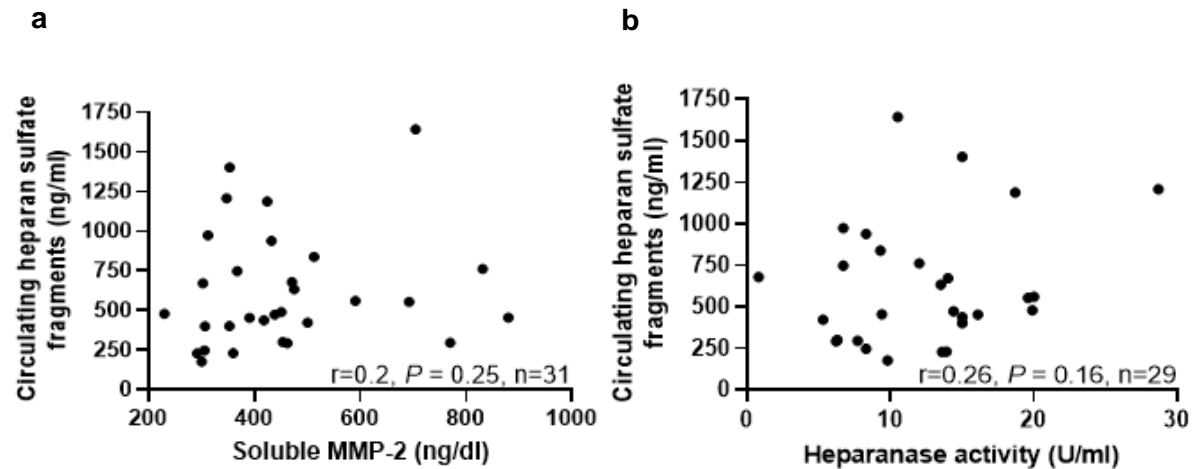 a
Circulating heparan sulfate
fragments (ng/ml)
1750
1500
1250
1000
750
500
250
0
200 400 600 800 1000
r=0.2, P = 0.25, n=31
Soluble MMP-2 (ng/dl)
b
Circulating heparan sulfate
fragments (ng/ml)
1750
1500
1250
1000
750
500
250
0
0 10 20 30
r=0.26, P = 0.16, n=29
Heparanase activity (U/ml)